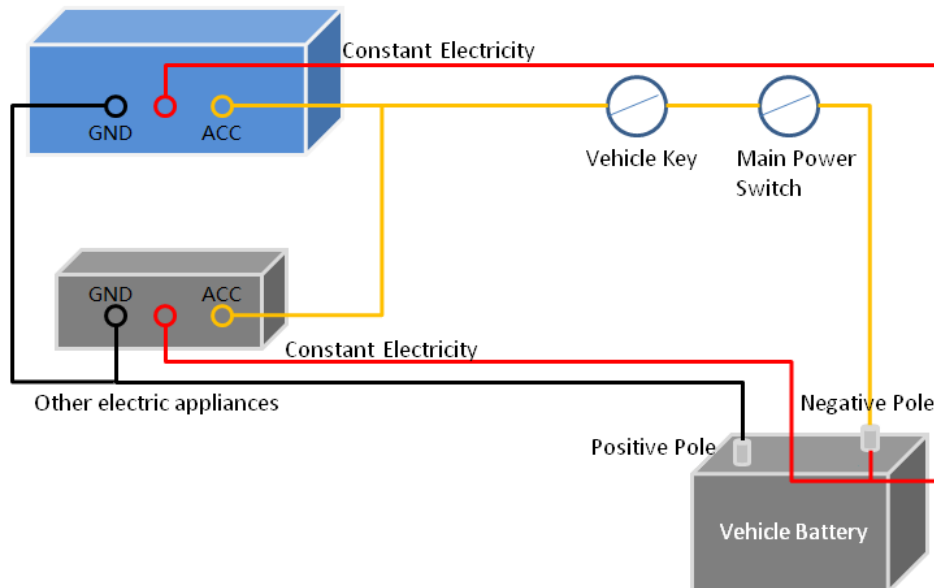 Constant Electricity
GND
ACC
Vehicle Key
Main Power
Switch
GND
ACC
Constant Electricity
Other electric appliances
Negative Pole
Positive Pole
Vehicle Battery